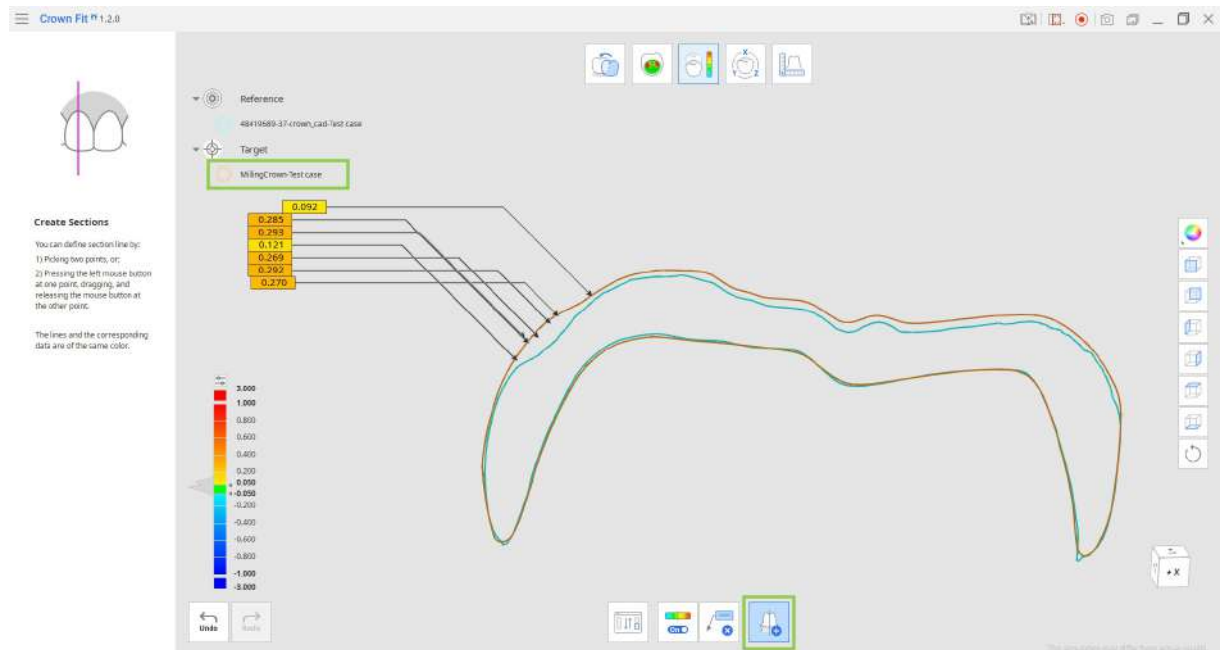 Crown Fit 1.2.0
Create Sections
You can define section line by:
1) Picking two points, or;
2) Pressing the left mouse button
at one point, dragging, and
releasing the mouse button at
the other point.
The lines and the corresponding
data are of the same color.
X
Y
Z
Reference
48419689-37-crown_cad-Test case
Target
MillingCrown-Test case
0.092
0.285
0.293
0.121
0.269
0.292
0.270
3.000
1.000
0.800
0.600
0.400
0.200
0.050
-0.050
-0.200
-0.400
-0.600
-0.800
-1.000
-3.000
+ X
Undo
Redo
On